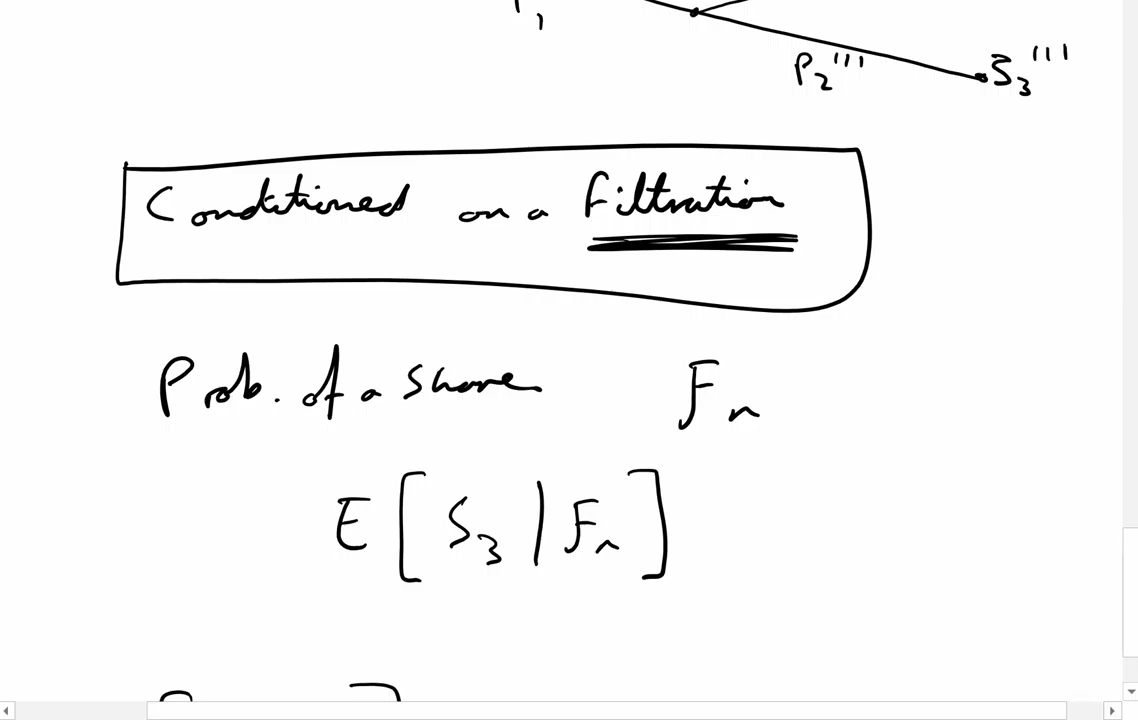 P₂'''
S₃'''
Conditioned on a Filtration
Prob. of a Share Fₙ
E [ S₃ | Fₙ ]